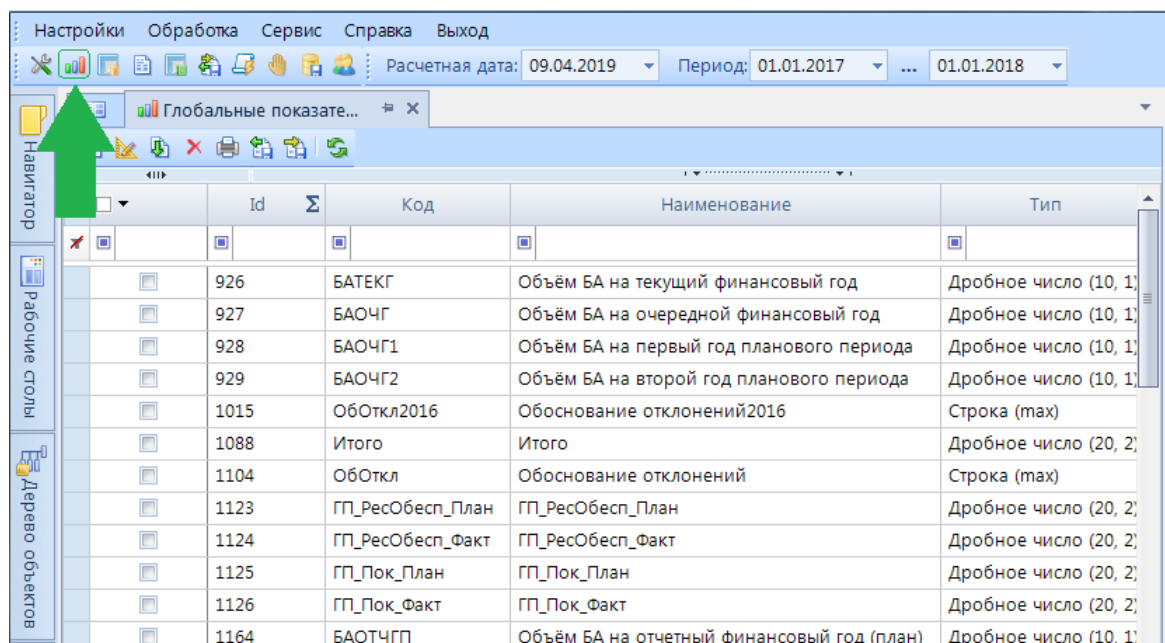 Настройки Обработка Сервис Справка Выход
Расчетная дата: 09.04.2019 Период: 01.01.2017 ... 01.01.2018
Глобальные показате...
Навигатор
Рабочие столы
Дерево объектов
Id Σ Код Наименование Тип
926 БАТЕКГ Объём БА на текущий финансовый год Дробное число (10, 1)
927 БАОЧГ Объём БА на очередной финансовый год Дробное число (10, 1)
928 БАОЧГ1 Объём БА на первый год планового периода Дробное число (10, 1)
929 БАОЧГ2 Объём БА на второй год планового периода Дробное число (10, 1)
1015 ОбОткл2016 Обоснование отклонений2016 Строка (max)
1088 Итого Итого Дробное число (20, 2)
1104 ОбОткл Обоснование отклонений Строка (max)
1123 ГП_РесОбесп_План ГП_РесОбесп_План Дробное число (20, 2)
1124 ГП_РесОбесп_Факт ГП_РесОбесп_Факт Дробное число (20, 2)
1125 ГП_Пок_План ГП_Пок_План Дробное число (20, 2)
1126 ГП_Пок_Факт ГП_Пок_Факт Дробное число (20, 2)
1164 БАОТЧГП Объём БА на отчетный финансовый год (план) Дробное число (10, 1)